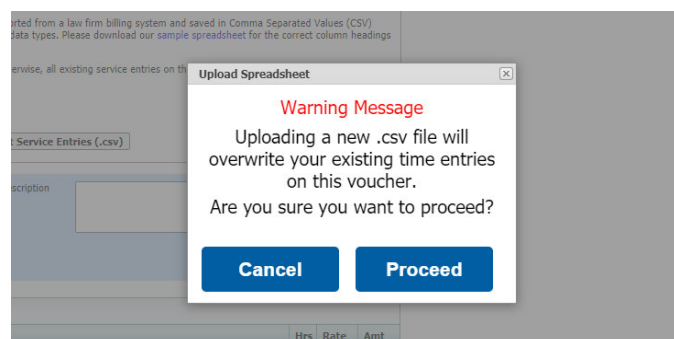 orted from a law firm billing system and saved in Comma Separated Values (CSV)
data types. Please download our sample spreadsheet for the correct column headings
erwise, all existing service entries on th
Upload Spreadsheet
Warning Message
Uploading a new .csv file will
overwrite your existing time entries
on this voucher.
Are you sure you want to proceed?
t Service Entries (.csv)
scription
Cancel
Proceed
Hrs Rate Amt